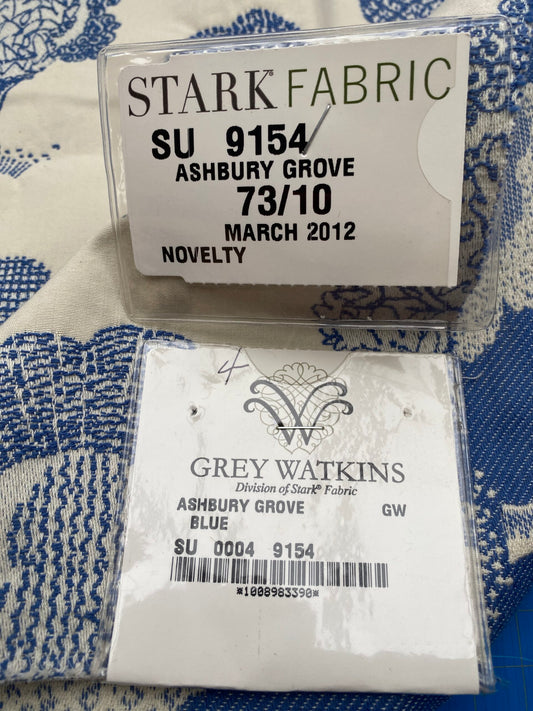 STARK® FABRIC
SU 9154
ASHBURY GROVE
73/10
MARCH 2012
NOVELTY
4
W
GREY WATKINS
Division of Stark® Fabric
ASHBURY GROVE GW
BLUE
SU 0004 9154
*1008983390*